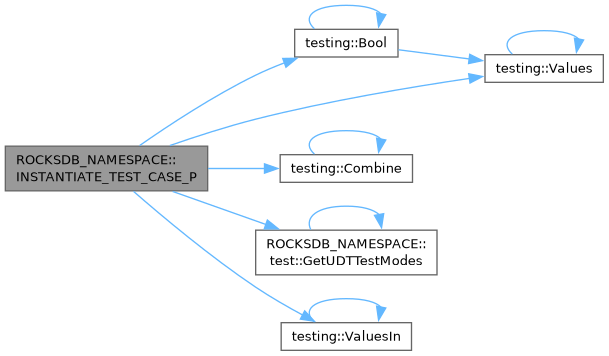 testing::Bool
testing::Values
ROCKSDB_NAMESPACE::
INSTANTIATE_TEST_CASE_P
testing::Combine
ROCKSDB_NAMESPACE::
test::GetUDTTestModes
testing::ValuesIn